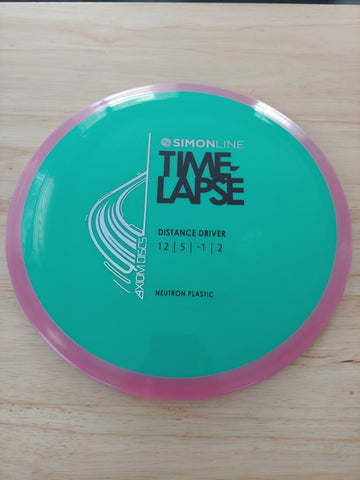 SIMONLINE
TIME-
LAPSE
DISTANCE DRIVER
12 | 5 | -1 | 2
NEUTRON PLASTIC
AXIOM DISCS